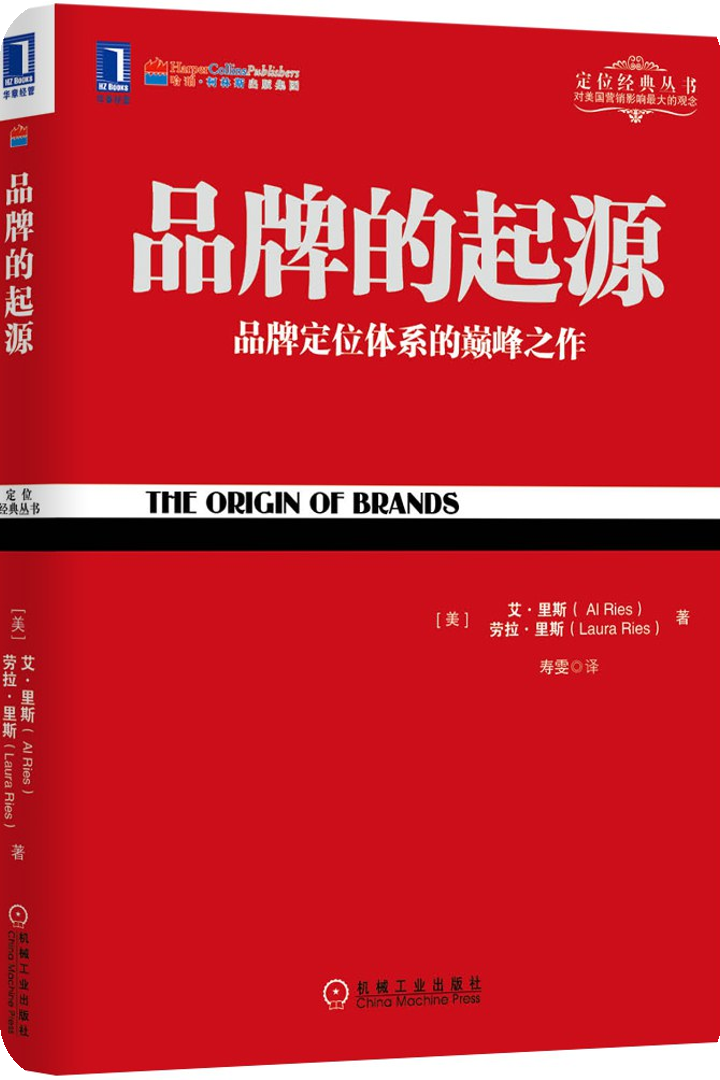 HZ Books
华章经管
HarperCollinsPublishers
哈珀·柯林斯出版集团
定位经典丛书
对美国营销影响最大的观念
品牌的起源
品牌定位体系的巅峰之作
THE ORIGIN OF BRANDS
[美]
艾·里斯(Al Ries)
劳拉·里斯(Laura Ries)
著
寿雯◎译
机械工业出版社
China Machine Press
HZ Books
华章经管
品牌的起源
定位
经典丛书
[美]
艾·里斯(Al Ries)
劳拉·里斯(Laura Ries)
著
机械工业出版社
China Machine Press